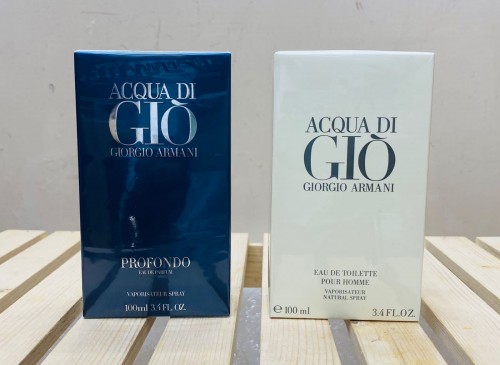 ACQUA DI
GIÒ
GIORGIO ARMANI
PROFONDO
EAU DE PARFUM
VAPORISATEUR SPRAY
100ml 3.4 FL.OZ.
ACQUA DI
GIÒ
GIORGIO ARMANI
EAU DE TOILETTE
POUR HOMME
VAPORISATEUR
NATURAL SPRAY
℮ 100 ml 3.4 FL.OZ.